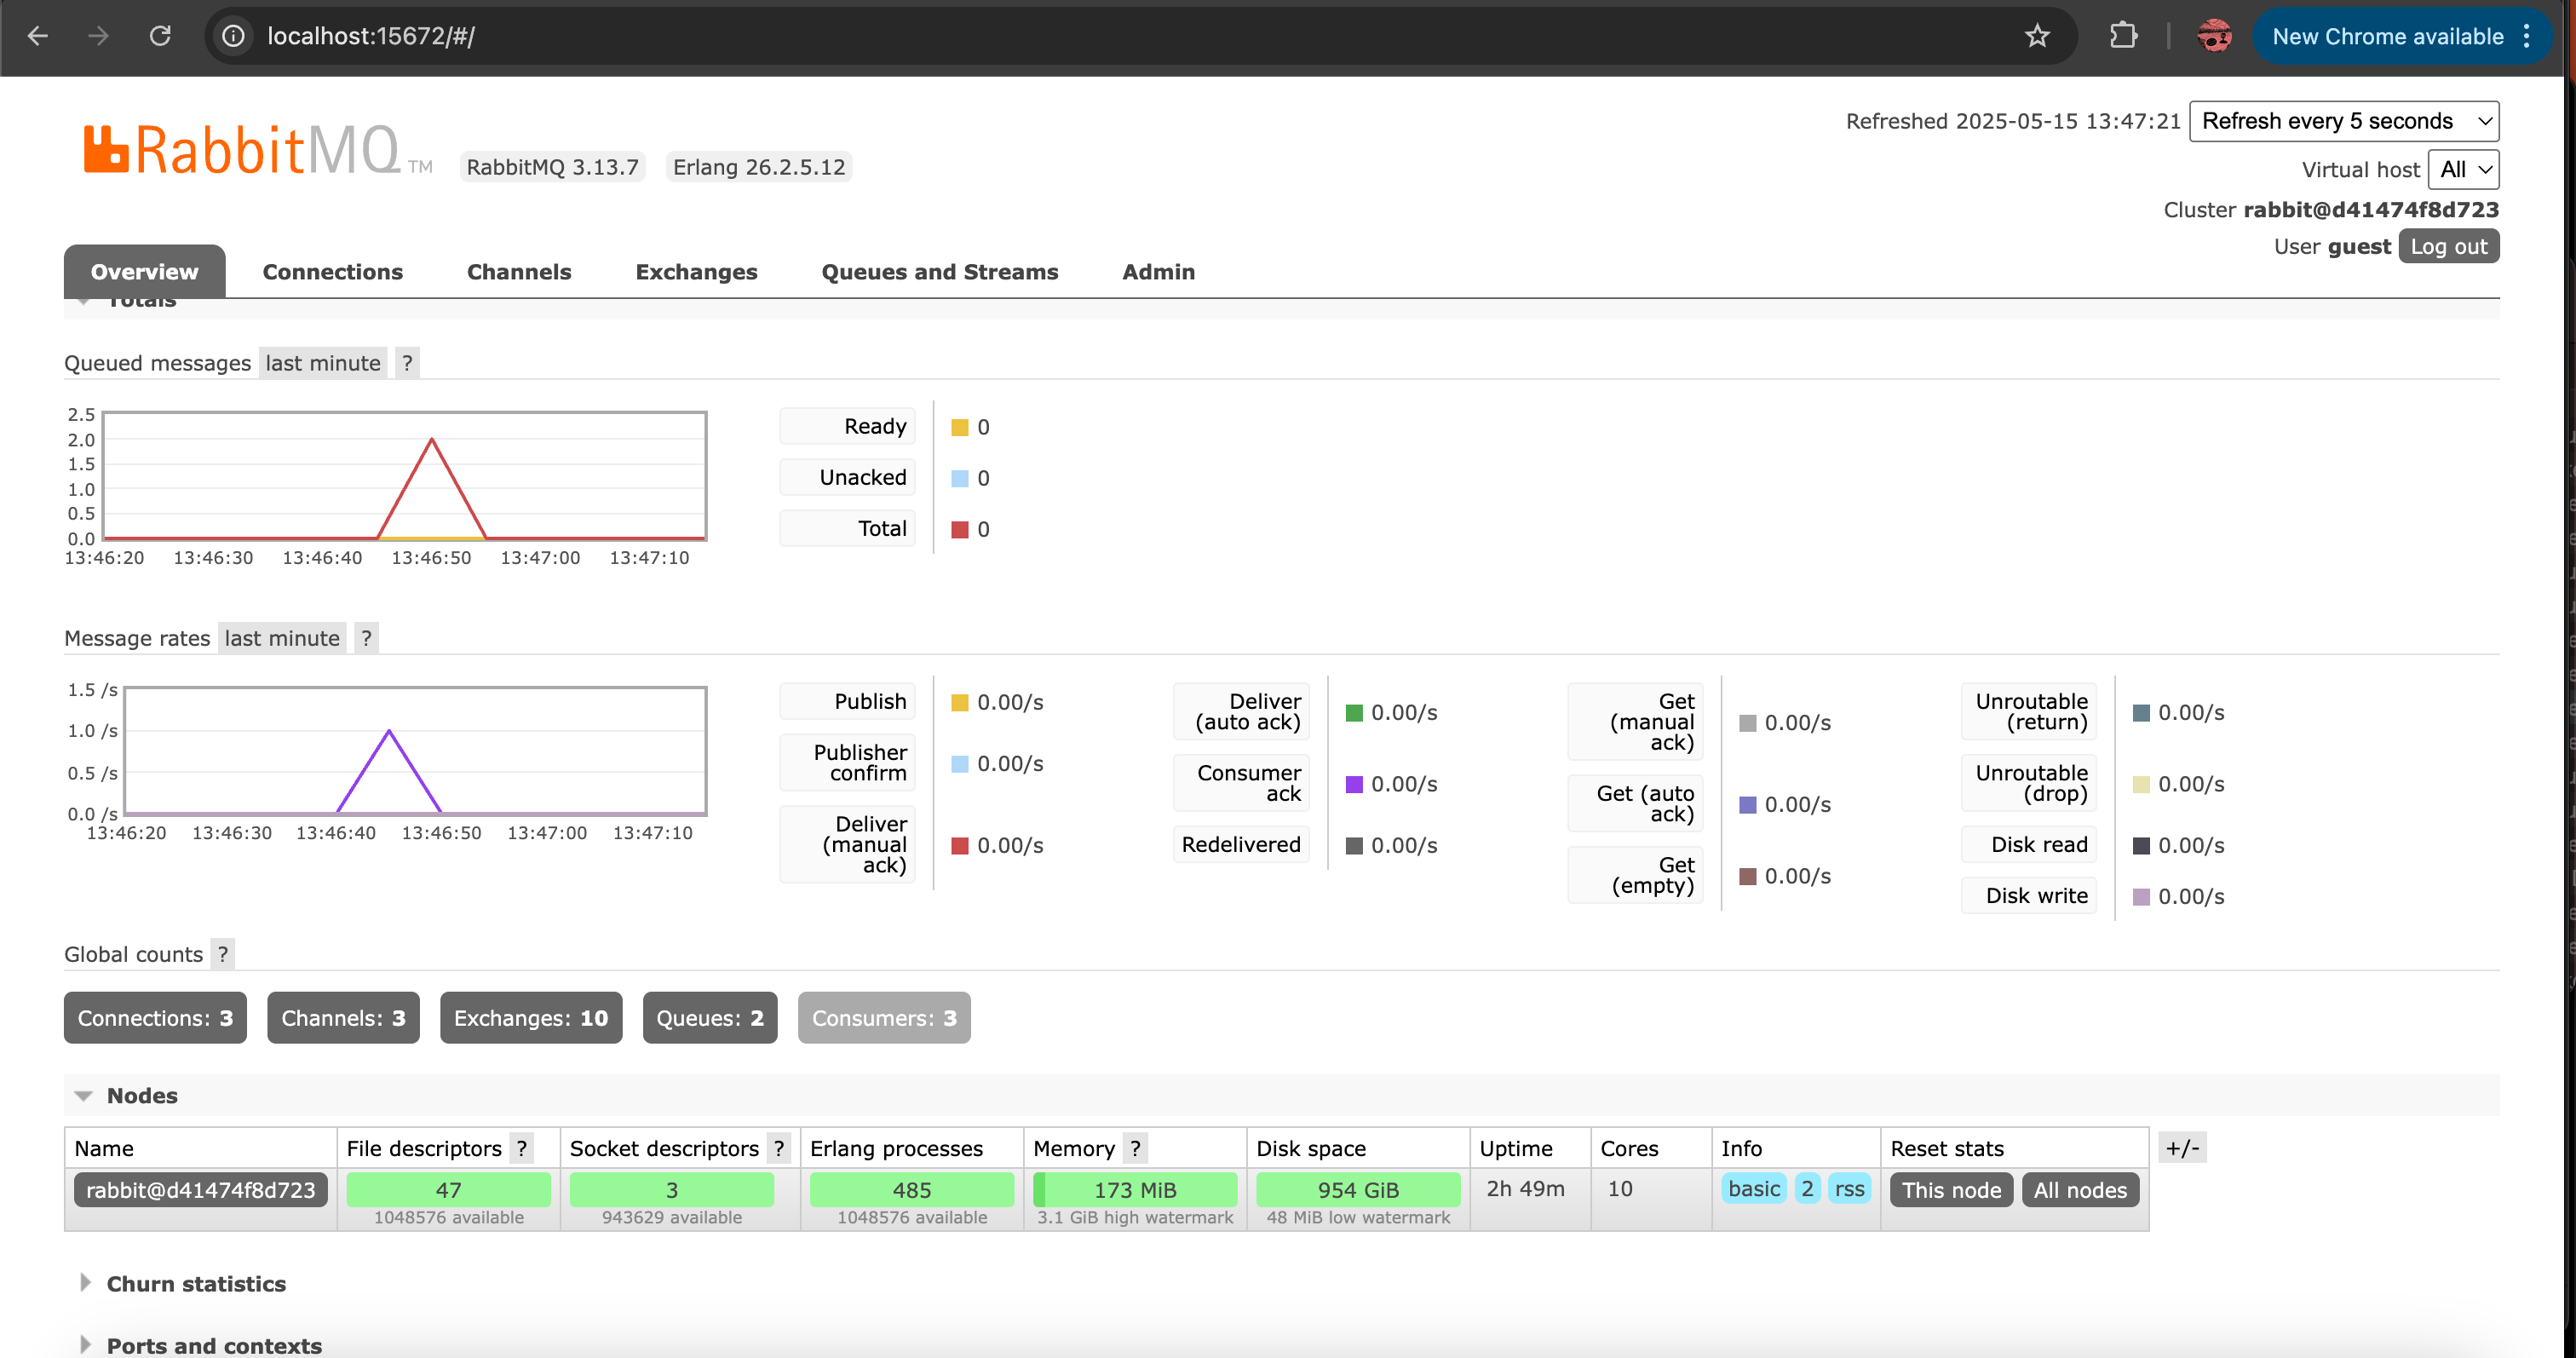 localhost:15672/#/
New Chrome available
RabbitMQ TM
RabbitMQ 3.13.7
Erlang 26.2.5.12
Refreshed 2025-05-15 13:47:21
Refresh every 5 seconds
Virtual host
All
Cluster rabbit@d41474f8d723
User guest
Log out
Overview
Connections
Channels
Exchanges
Queues and Streams
Admin
Totals
Queued messages last minute ?
2.5
2.0
1.5
1.0
0.5
0.0
13:46:20 13:46:30 13:46:40 13:46:50 13:47:00 13:47:10
Ready 0
Unacked 0
Total 0
Message rates last minute ?
1.5 /s
1.0 /s
0.5 /s
0.0 /s
13:46:20 13:46:30 13:46:40 13:46:50 13:47:00 13:47:10
Publish 0.00/s
Publisher
confirm 0.00/s
Deliver
(manual 0.00/s
ack)
Deliver
(auto ack) 0.00/s
Consumer
ack 0.00/s
Redelivered 0.00/s
Get
(manual 0.00/s
ack)
Get (auto
ack) 0.00/s
Get
(empty) 0.00/s
Unroutable
(return) 0.00/s
Unroutable
(drop) 0.00/s
Disk read 0.00/s
Disk write 0.00/s
Global counts ?
Connections: 3
Channels: 3
Exchanges: 10
Queues: 2
Consumers: 3
Nodes
Name File descriptors ? Socket descriptors ? Erlang processes Memory ? Disk space Uptime Cores Info Reset stats +/-
rabbit@d41474f8d723 47 3 485 173 MiB 954 GiB 2h 49m 10 basic 2 rss This node All nodes
1048576 available 943629 available 1048576 available 3.1 GiB high watermark 48 MiB low watermark
Churn statistics
Ports and contexts